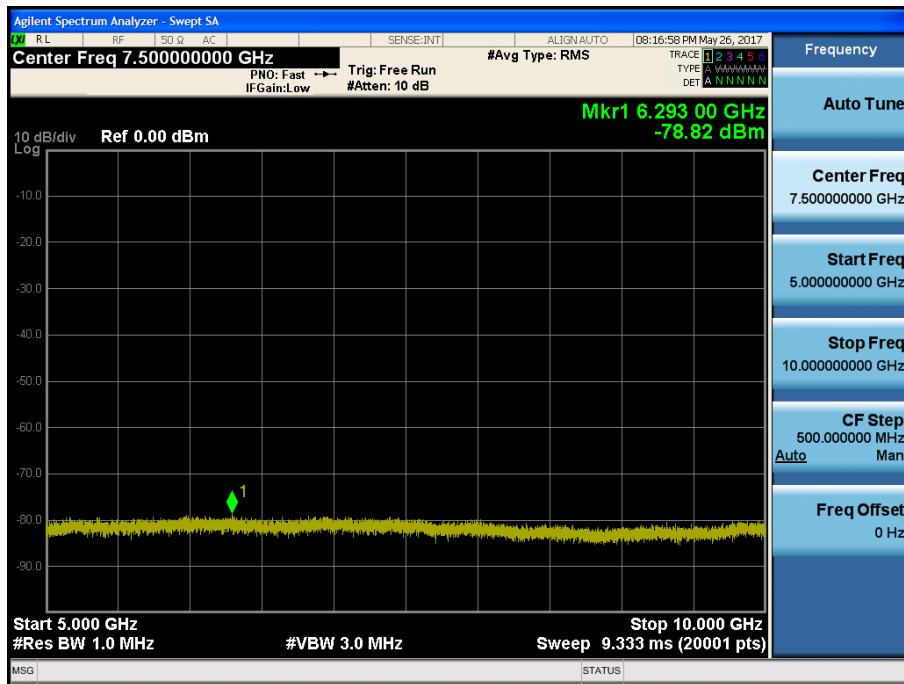 Agilent Spectrum Analyzer - Swept SA
LXI RL RF 50 Ω AC SENSE:INT ALIGN AUTO 08:16:58 PM May 26, 2017
Center Freq 7.500000000 GHz
#Avg Type: RMS
TRACE 1 2 3 4 5 6
PNO: Fast
Trig: Free Run
TYPE A WWWWW
IFGain:Low
#Atten: 10 dB
DET A N N N N N
Mkr1 6.293 00 GHz
-78.82 dBm
10 dB/div Ref 0.00 dBm
Log
-10.0
-20.0
-30.0
-40.0
-50.0
-60.0
-70.0
1
-80.0
-90.0
Start 5.000 GHz Stop 10.000 GHz
#Res BW 1.0 MHz #VBW 3.0 MHz Sweep 9.333 ms (20001 pts)
MSG STATUS
Frequency
Auto Tune
Center Freq
7.500000000 GHz
Start Freq
5.000000000 GHz
Stop Freq
10.000000000 GHz
CF Step
500.000000 MHz
Auto Man
Freq Offset
0 Hz